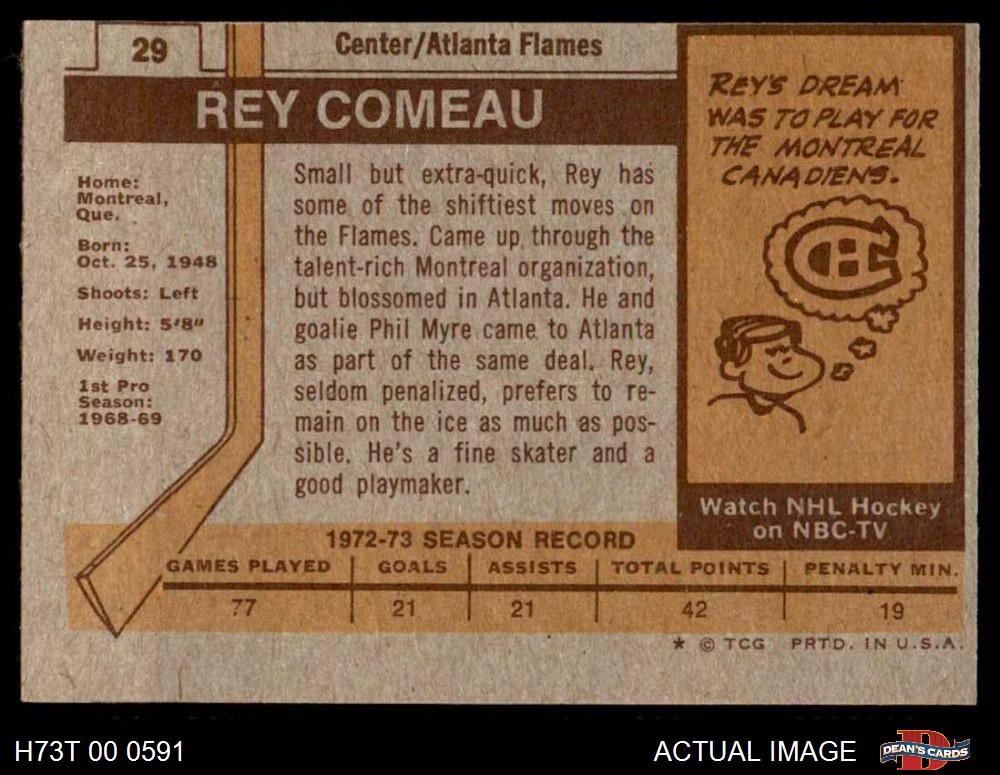 29
Center/Atlanta Flames
REY COMEAU
Home:
Montreal,
Que.
Born:
Oct. 25, 1948
Shoots: Left
Height: 5'8"
Weight: 170
1st Pro
Season:
1968-69
Small but extra-quick, Rey has
some of the shiftiest moves on
the Flames. Came up through the
talent-rich Montreal organization,
but blossomed in Atlanta. He and
goalie Phil Myre came to Atlanta
as part of the same deal. Rey,
seldom penalized, prefers to re-
main on the ice as much as pos-
sible. He's a fine skater and a
good playmaker.
REY'S DREAM
WAS TO PLAY FOR
THE MONTREAL
CANADIENS.
CH
Watch NHL Hockey
on NBC-TV
1972-73 SEASON RECORD
GAMES PLAYED GOALS ASSISTS TOTAL POINTS PENALTY MIN.
77 21 21 42 19
* © TCG PRTD. IN U.S.A.
H73T 00 0591
ACTUAL IMAGE
DEAN'S CARDS